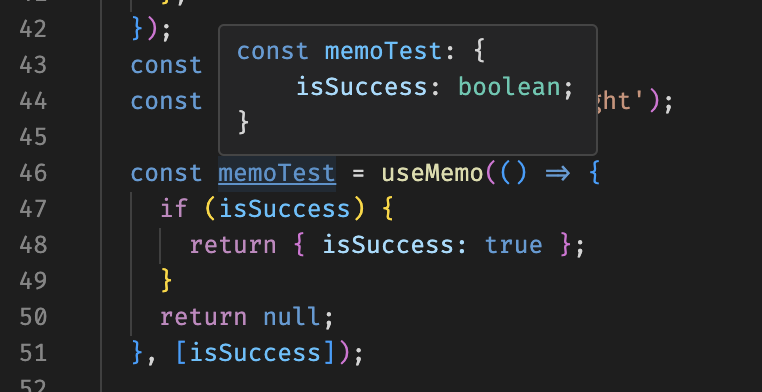 42 });
const memoTest: {
43 const
isSuccess: boolean;
44 const ght');
}
45
46 const memoTest = useMemo(() => {
47 if (isSuccess) {
48 return { isSuccess: true };
49 }
50 return null;
51 }, [isSuccess]);
52